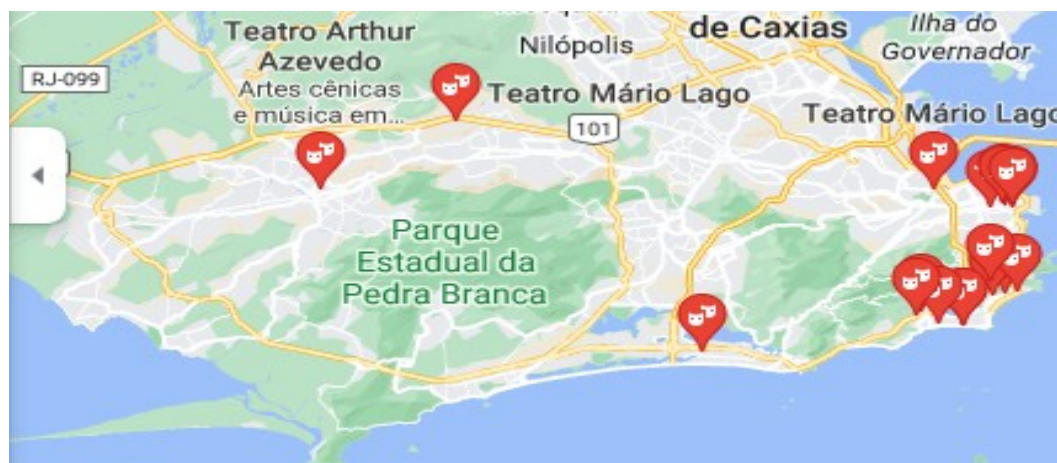 de Caxias
Ilha do
Governador
Teatro Arthur
Azevedo
Artes cênicas
e música em...
Nilópolis
RJ-099
Teatro Mário Lago
101
Teatro Mário Lago
Parque
Estadual da
Pedra Branca